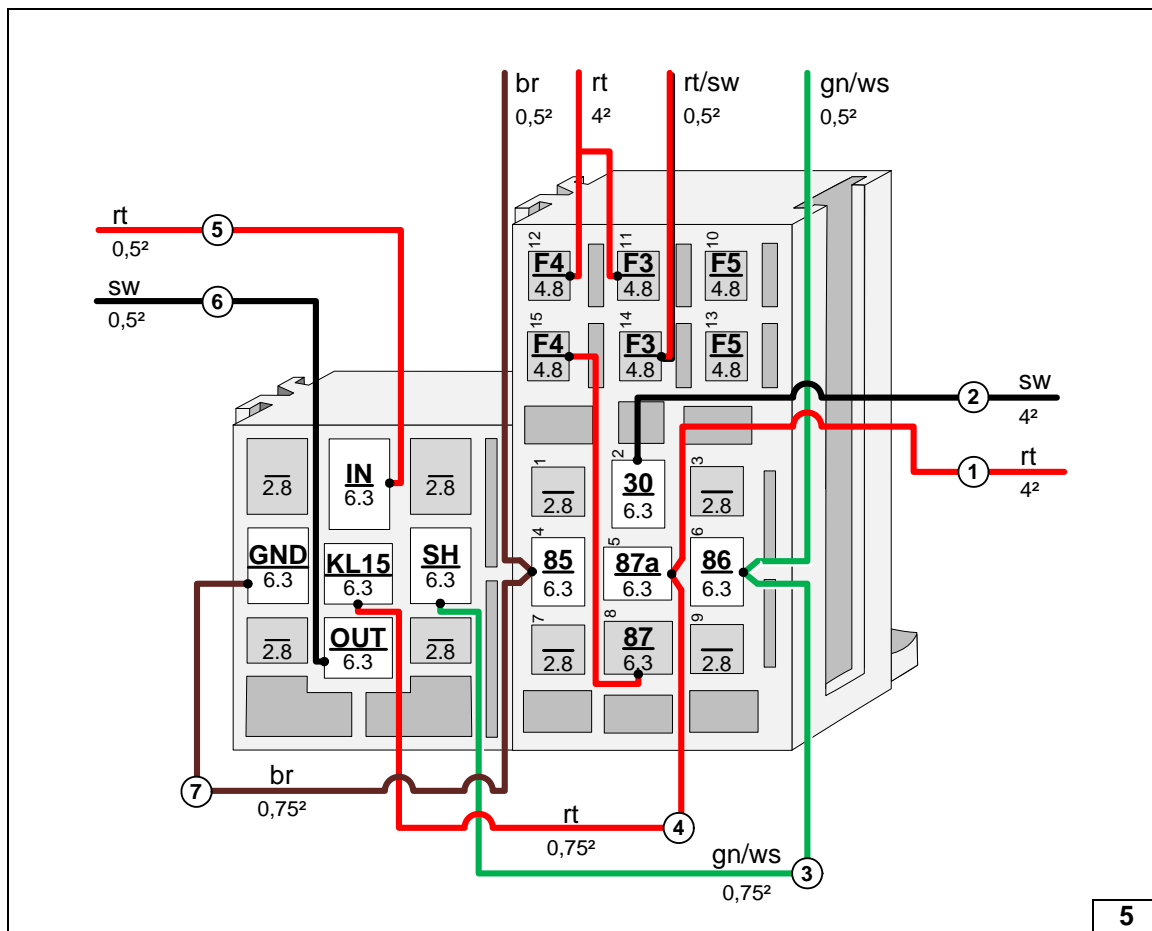 br
0,5²
rt
4²
rt/sw
0,5²
gn/ws
0,5²
rt
0,5²
5
sw
0,5²
6
12
F4
4.8
11
F3
4.8
10
F5
4.8
15
F4
4.8
14
F3
4.8
13
F5
4.8
2
sw
4²
1
rt
4²
2.8
IN
6.3
2.8
1
2.8
2
30
6.3
3
2.8
GND
6.3
KL15
6.3
SH
6.3
4
85
6.3
5
87a
6.3
6
86
6.3
2.8
OUT
6.3
2.8
7
2.8
8
87
6.3
9
2.8
7
br
0,75²
rt
0,75²
4
gn/ws
0,75²
3
5